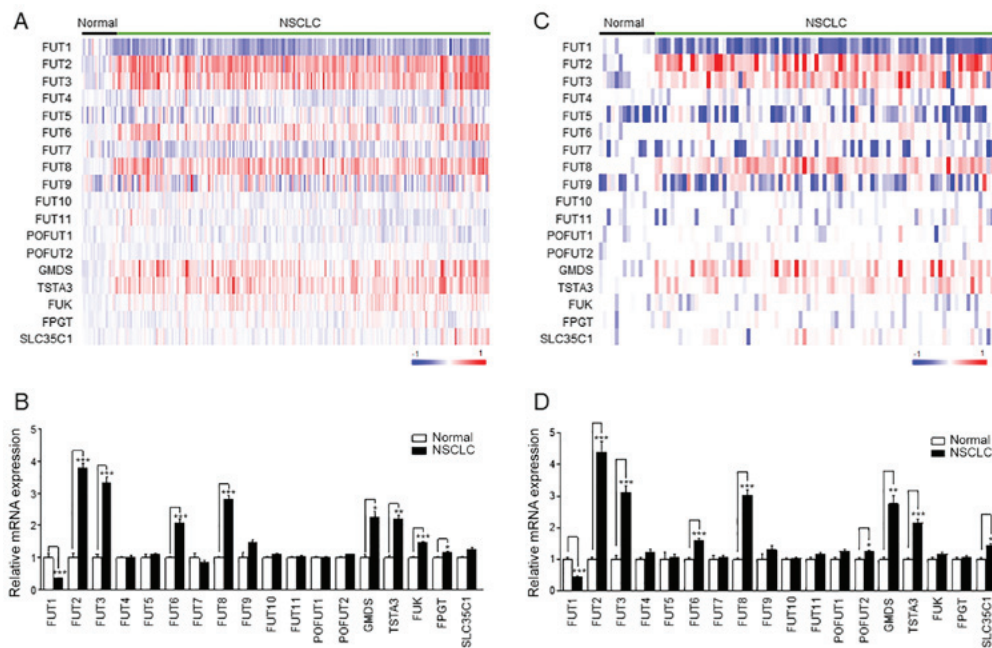 A
Normal
NSCLC
FUT1
FUT2
FUT3
FUT4
FUT5
FUT6
FUT7
FUT8
FUT9
FUT10
FUT11
POFUT1
POFUT2
GMDS
TSTA3
FUK
FPGT
SLC35C1
-1
1
C
NSCLC
FUT1
FUT2
FUT3
FUT4
FUT5
FUT6
FUT7
FUT8
FUT9
FUT10
FUT11
POFUT1
POFUT2
GMDS
TSTA3
FUK
FPGT
SLC35C1
-1
1
B
Relative mRNA expression
5
4
3
2
1
0
Normal
NSCLC
***
***
***
***
***
*
**
***
*
FUT1
FUT2
FUT3
FUT4
FUT5
FUT6
FUT7
FUT8
FUT9
FUT10
FUT11
POFUT1
POFUT2
GMDS
TSTA3
FUK
FPGT
SLC35C1
D
Relative mRNA expression
5
4
3
2
1
0
Normal
NSCLC
***
***
***
***
***
*
**
***
*
FUT1
FUT2
FUT3
FUT4
FUT5
FUT6
FUT7
FUT8
FUT9
FUT10
FUT11
POFUT1
POFUT2
GMDS
TSTA3
FUK
FPGT
SLC35C1